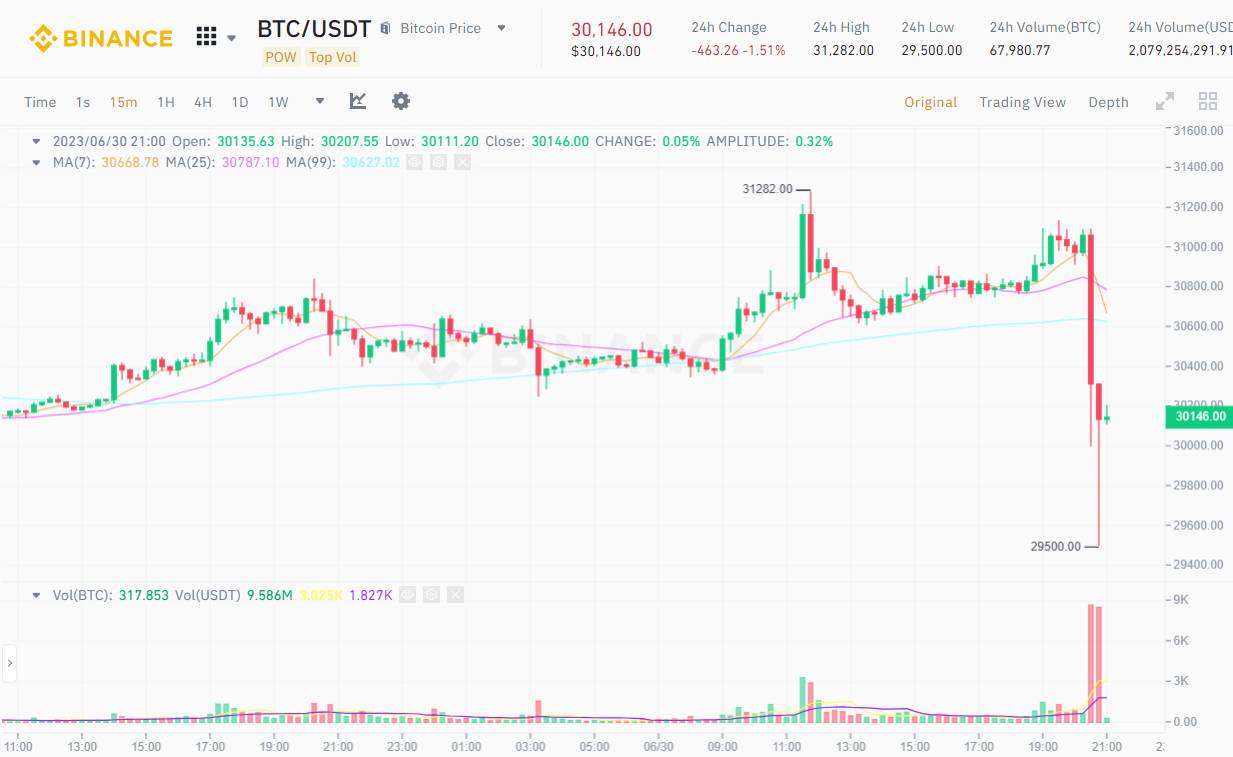 BINANCE
BTC/USDT Bitcoin Price
POW Top Vol
30,146.00
$30,146.00
24h Change
-463.26 -1.51%
24h High
31,282.00
24h Low
29,500.00
24h Volume(BTC)
67,980.77
24h Volume(USD
2,079,254,291.91
Time 1s 15m 1H 4H 1D 1W
Original Trading View Depth
2023/06/30 21:00 Open: 30135.63 High: 30207.55 Low: 30111.20 Close: 30146.00 CHANGE: 0.05% AMPLITUDE: 0.32%
MA(7): 30668.78 MA(25): 30787.10 MA(99): 30627.02
31600.00
31400.00
31282.00
31200.00
31000.00
30800.00
30600.00
BINANCE
30400.00
30200.00
30146.00
30000.00
29800.00
29600.00
29500.00
29400.00
Vol(BTC): 317.853 Vol(USDT) 9.586M 3.025K 1.827K
9K
6K
3K
0.00
11:00 13:00 15:00 17:00 19:00 21:00 23:00 01:00 03:00 05:00 06/30 09:00 11:00 13:00 15:00 17:00 19:00 21:00